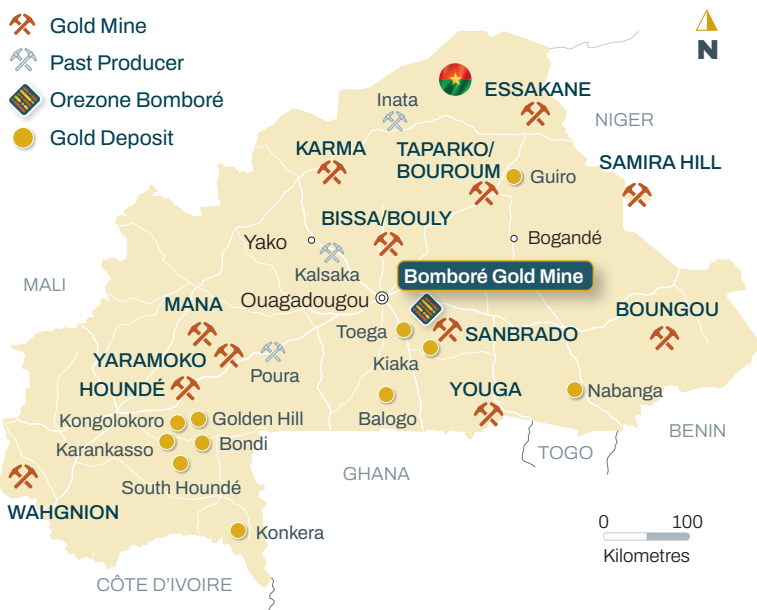 Gold Mine
Past Producer
Orezone Bomboré
Gold Deposit
N
Inata
ESSAKANE
NIGER
KARMA
TAPARKO/
BOUROUM
Guiro
SAMIRA HILL
BISSA/BOULY
Yako
Bogandé
Kalsaka
Bomboré Gold Mine
MALI
Ouagadougou
MANA
BOUNGOU
Toega
SANBRADO
YARAMOKO
Poura
Kiaka
HOUNDÉ
YOUGA
Nabanga
Kongolokoro
Golden Hill
Balogo
Karankasso
Bondi
BENIN
TOGO
GHANA
South Houndé
WAHGNION
Konkera
0 100
Kilometres
CÔTE D'IVOIRE